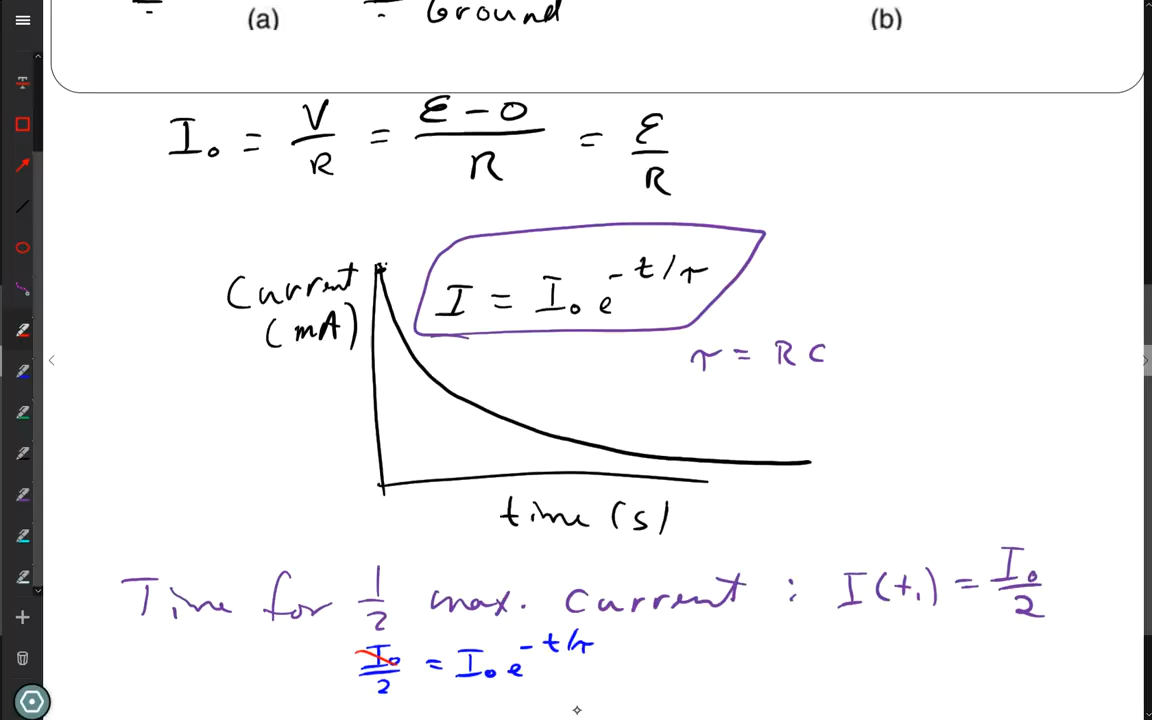 (a) Ground (b)
I₀ = V/R = (ε - 0)/R = ε/R
Current (mA)
I = I₀ e^(-t/τ)
τ = RC
time (s)
Time for 1/2 max. current : I(t₁) = I₀/2
I₀/2 = I₀ e^(-t/τ)